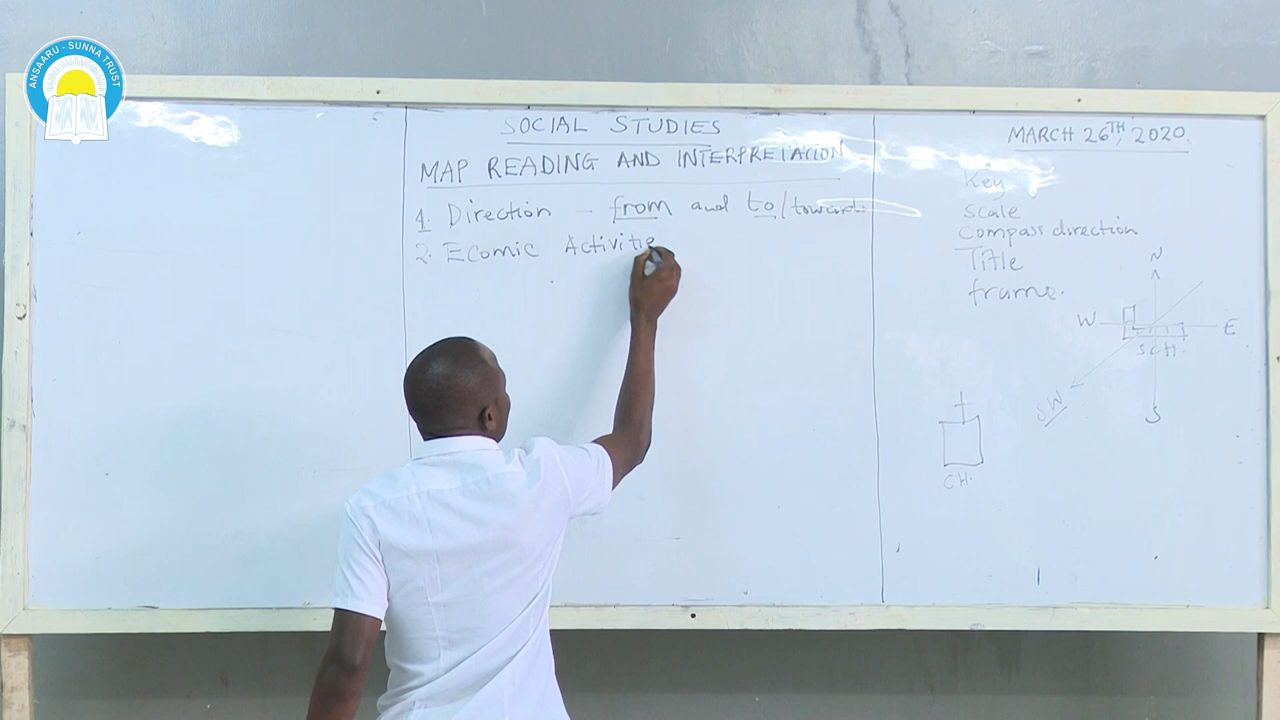 ANSAARU - SUNNA TRUST
SOCIAL STUDIES
MAP READING AND INTERPRETATION
1. Direction - from and to/towards
2. Ecomic Activitie
MARCH 26TH, 2020.
Key
Scale
Compass direction
Title
frame.
N
W
E
SCH.
SW
S
CH.